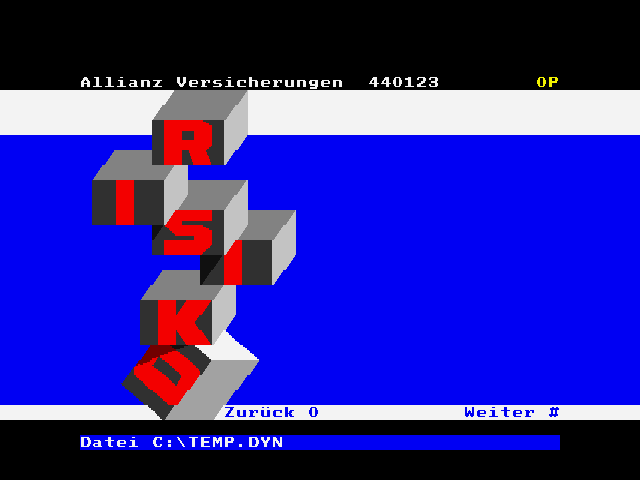 Allianz Versicherungen 440123 OP
R
I
S
I
K
O
Zurück 0 Weiter #
Datei C:\TEMP.DYN